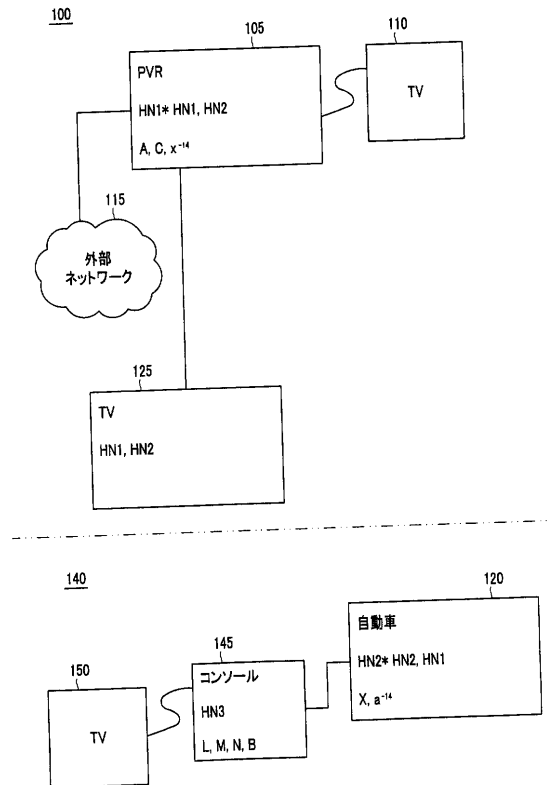 100
105
PVR
HN1* HN1, HN2
A, C, x⁻¹⁴
110
TV
115
外部
ネットワーク
125
TV
HN1, HN2
140
120
自動車
HN2* HN2, HN1
X, a⁻¹⁴
145
コンソール
HN3
L, M, N, B
150
TV